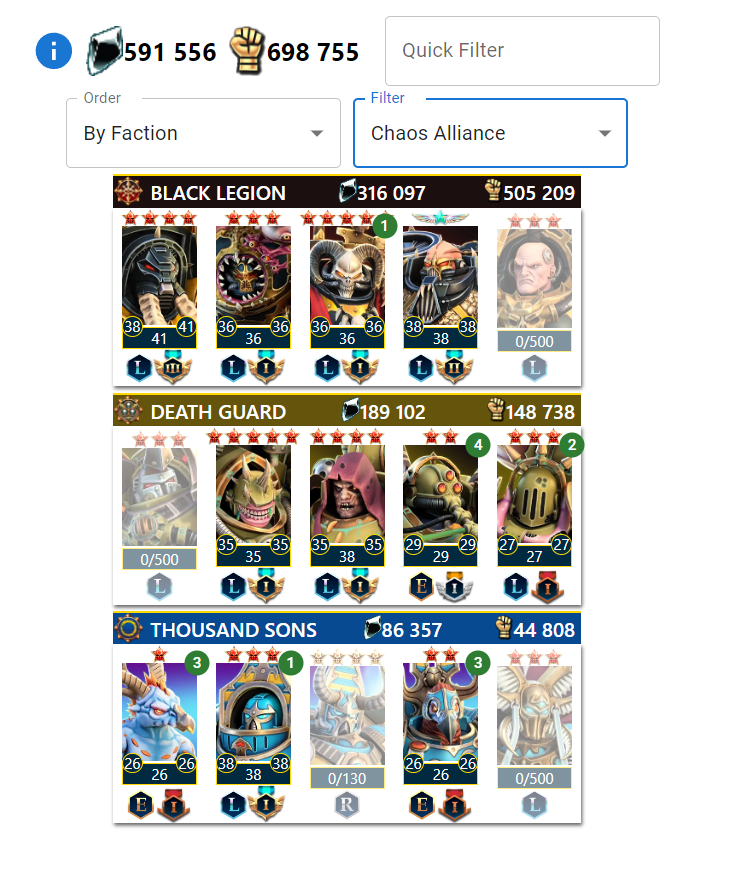 i 591 556 698 755 Quick Filter
Order Filter
By Faction Chaos Alliance
BLACK LEGION 316 097 505 209
1
38 41 36 36 36 36 38 38
41 36 36 38 0/500
L III L I L I L II L
DEATH GUARD 189 102 148 738
4 2
35 35 35 35 29 29 27 27
0/500 35 38 29 27
L L I L I E I L I
THOUSAND SONS 86 357 44 808
3 1 3
26 26 38 38 26 26
26 38 0/130 26 0/500
E I L I R E I L